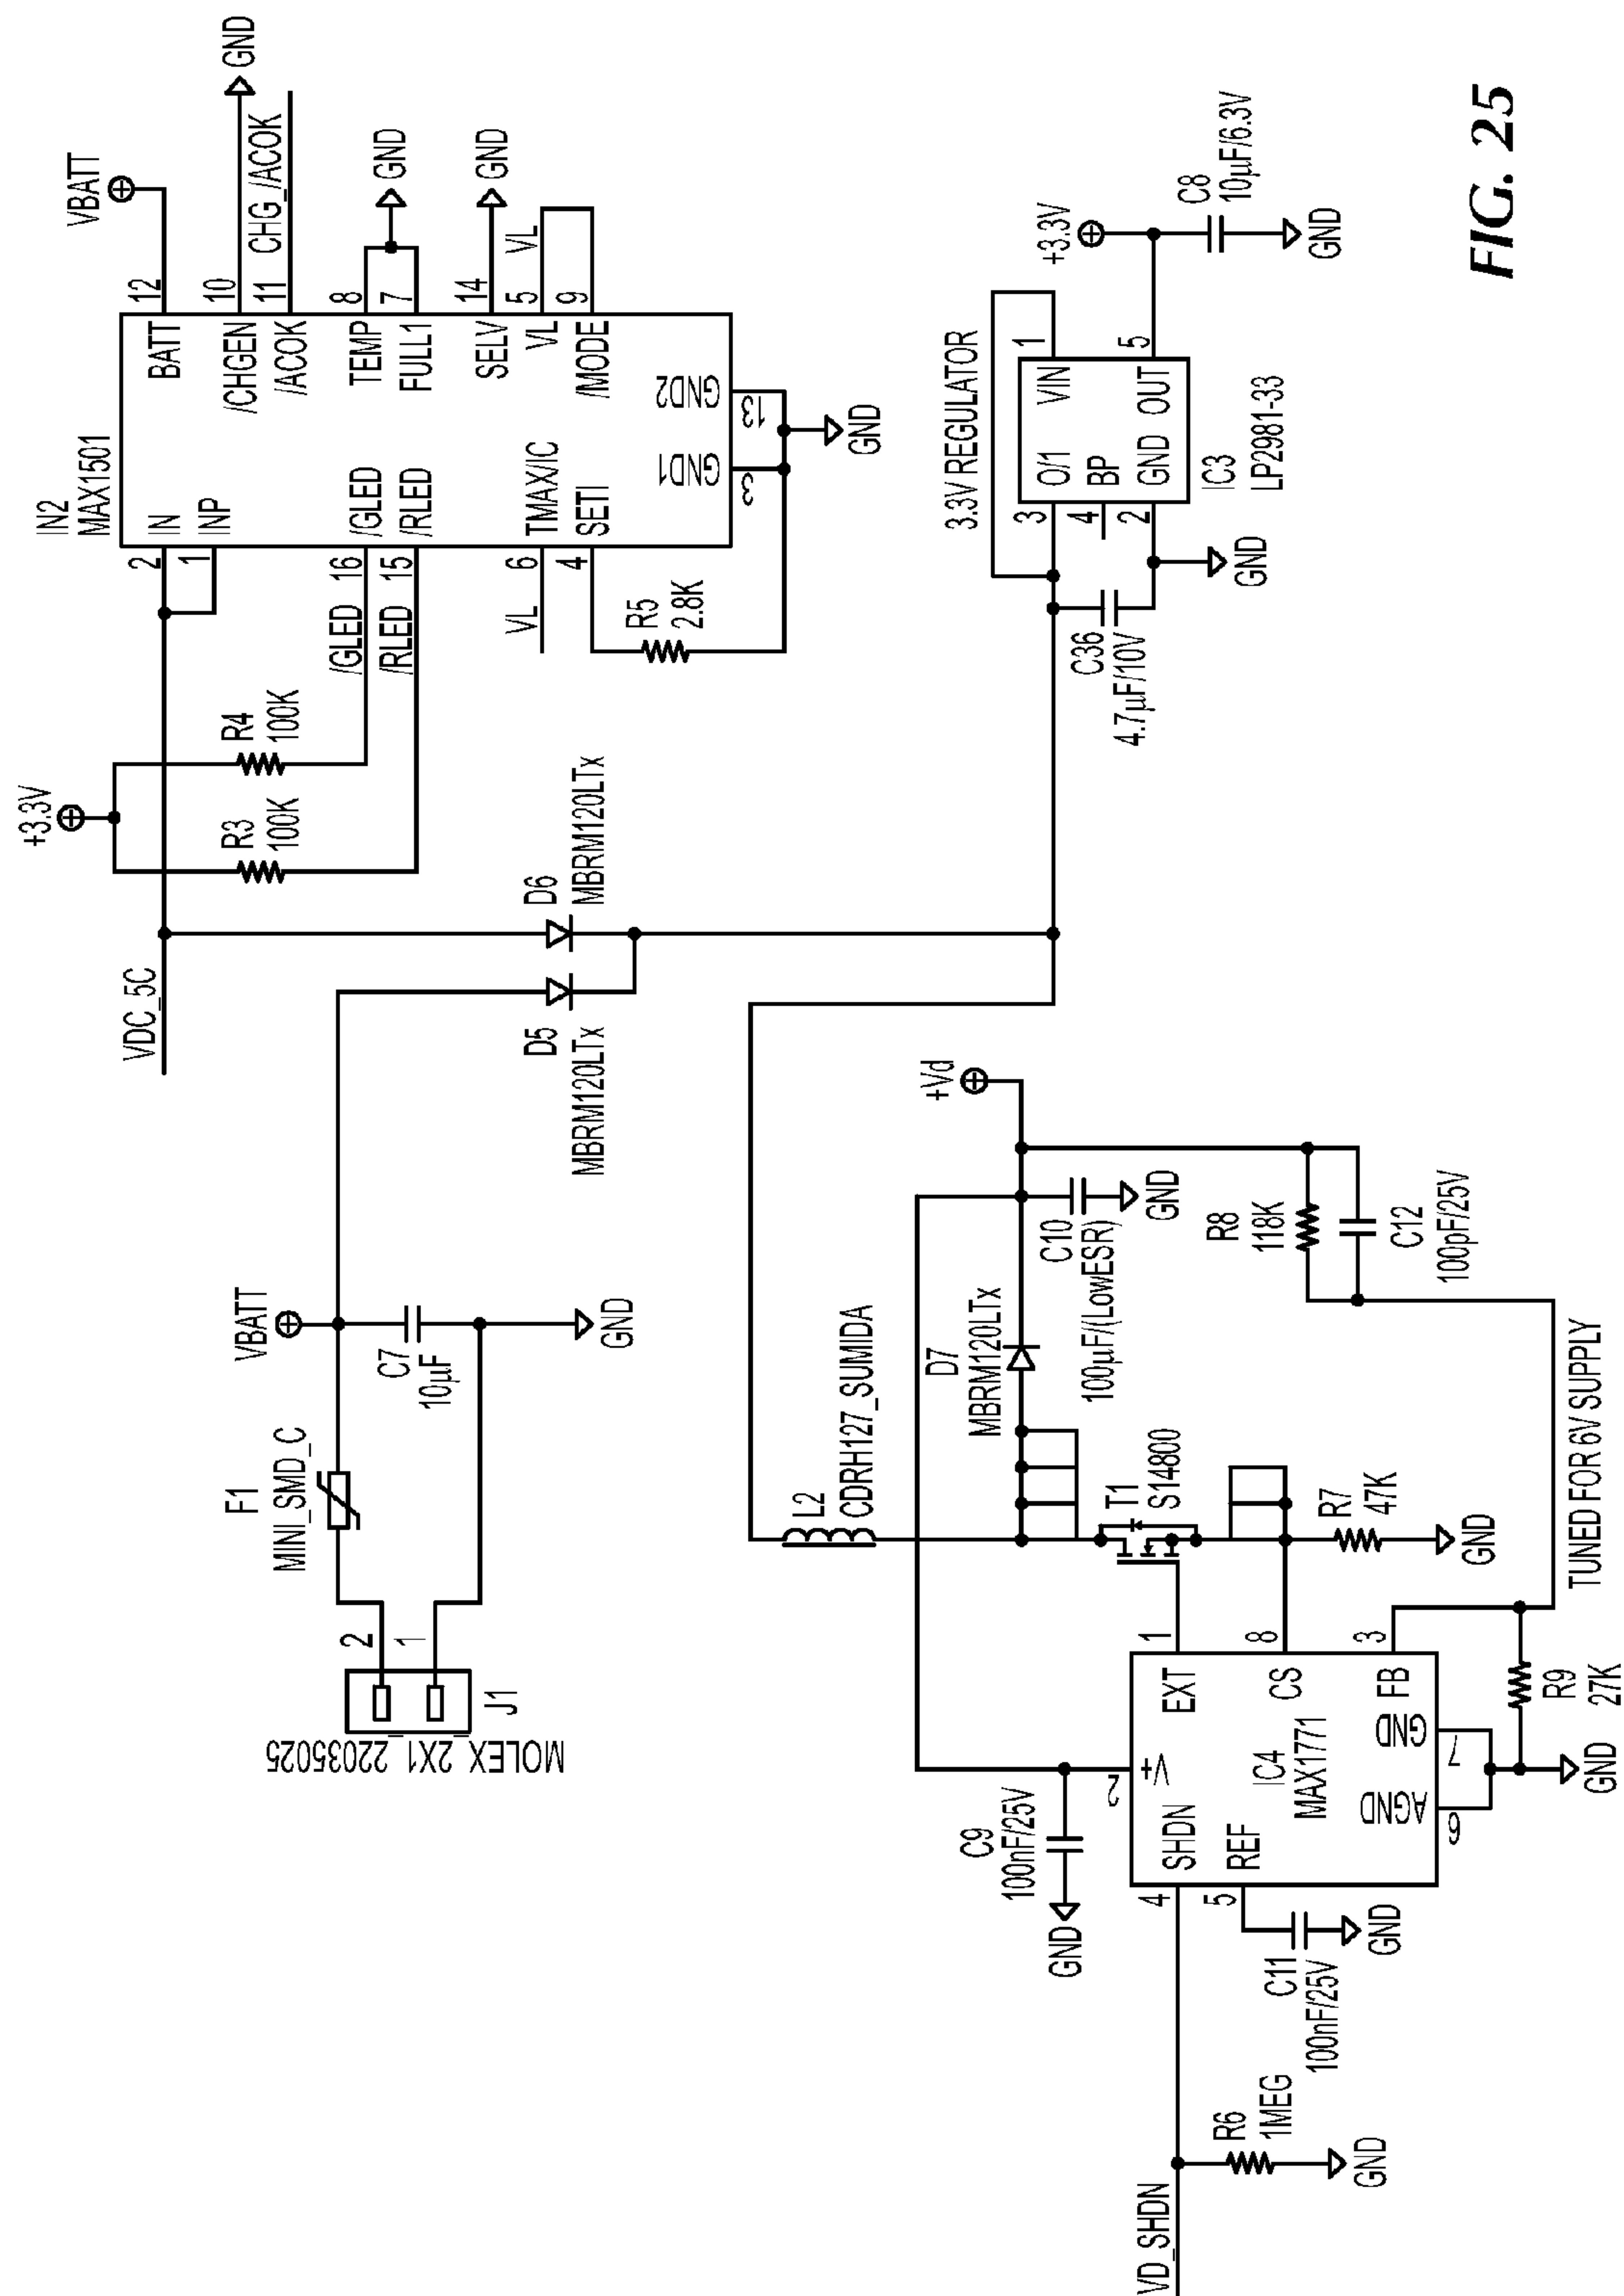 IN2
MAX1501
VBATT
12
BATT
GND
10
/CHGEN
CHG_/ACOK
11
/ACOK
8
TEMP
7
FULL1
GND
14
SELV
GND
5
VL
VL
9
/MODE
IN
2
INP
1
/GLED
16
/GLED
/RLED
15
/RLED
TMAXIC
6
VL
SETI
4
R5
2.8K
GND1
3
GND2
13
GND
+3.3V
R3
100K
R4
100K
VDC_5C
D6
MBRM120LTx
D5
MBRM120LTx
VBATT
F1
MINI_SMD_C
C7
10µF
GND
2
1
J1
MOLEX_2X1_22035025
3.3V REGULATOR
O/1
VIN
BP
GND
OUT
3
4
2
1
5
IC3
LP2981-33
C36
4.7µF/10V
GND
+3.3V
C8
10µF/6.3V
GND
L2
CDRH127_SUMIDA
D7
MBRM120LTx
+Vd
C10
100µF/(LowESR)
GND
R8
118K
C12
100pF/25V
T1
S14800
R7
47K
GND
TUNED FOR 6V SUPPLY
C9
100nF/25V
GND
2
V+
SHDN
4
REF
5
IC4
MAX1771
EXT
1
CS
8
FB
3
AGND
6
GND
7
R9
27K
GND
C11
100nF/25V
GND
VD_SHDN
R6
1MEG
GND
FIG. 25